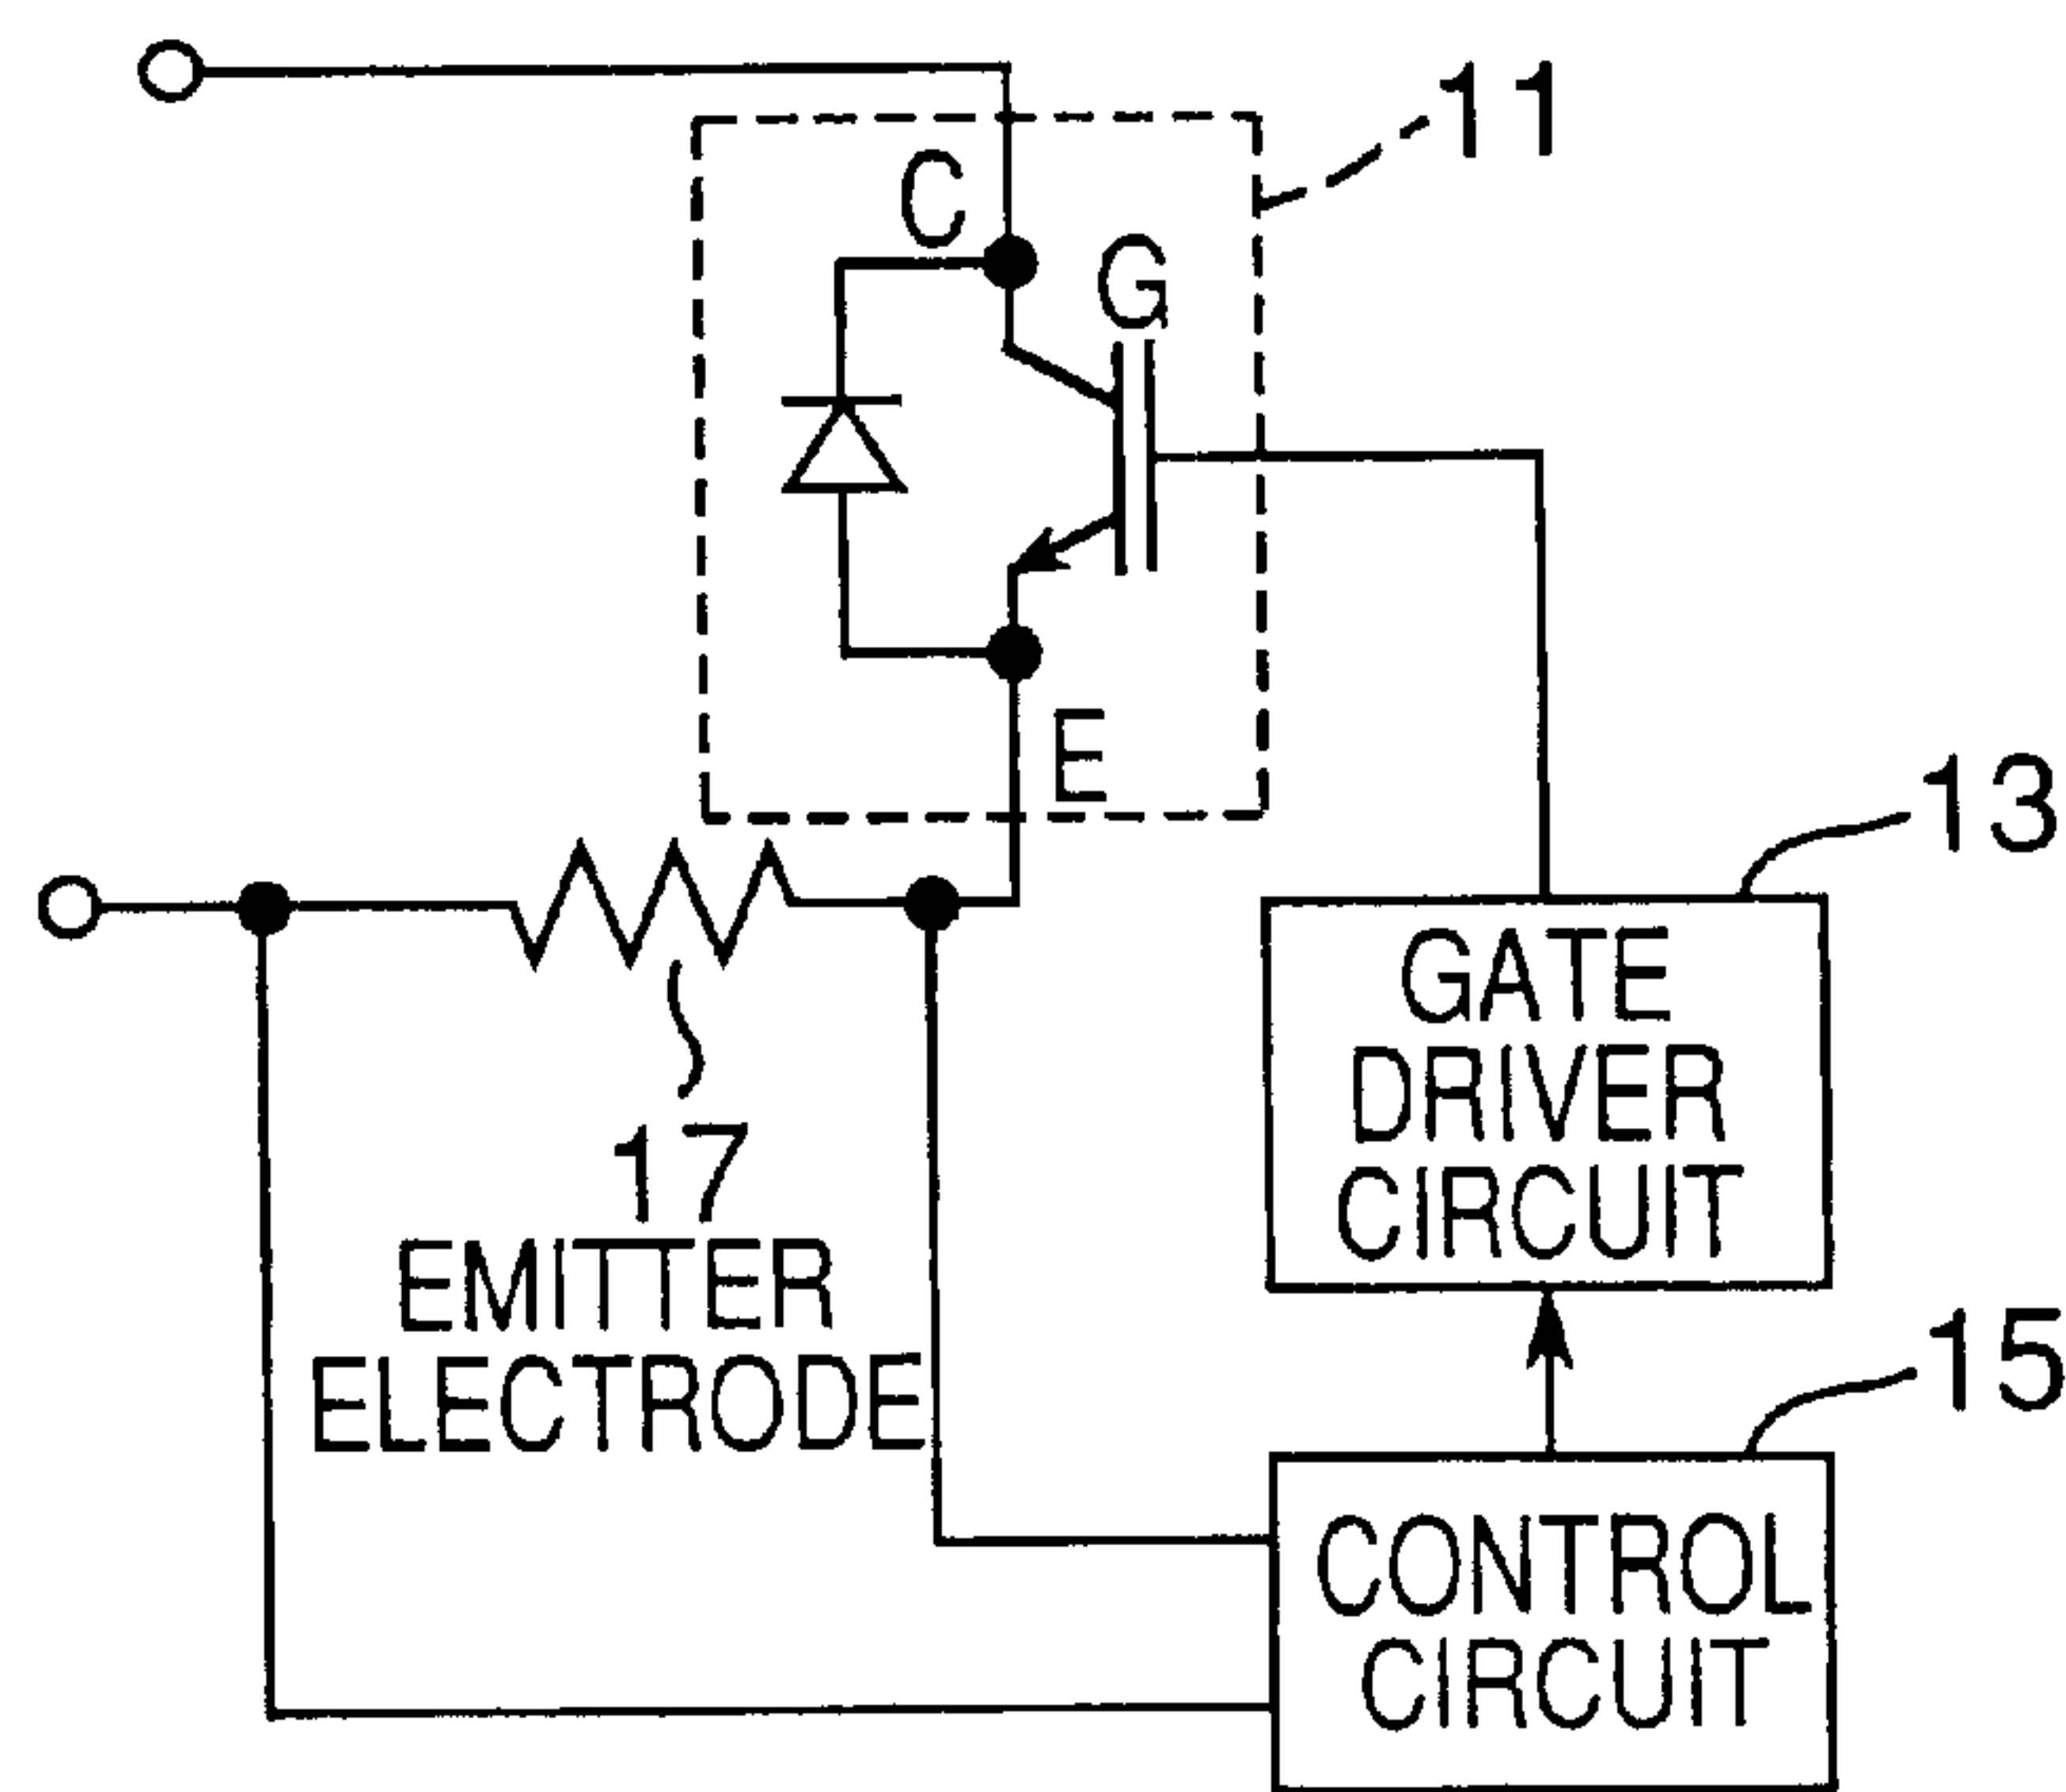 11
C
G
E
13
GATE
DRIVER
CIRCUIT
17
EMITTER
ELECTRODE
15
CONTROL
CIRCUIT